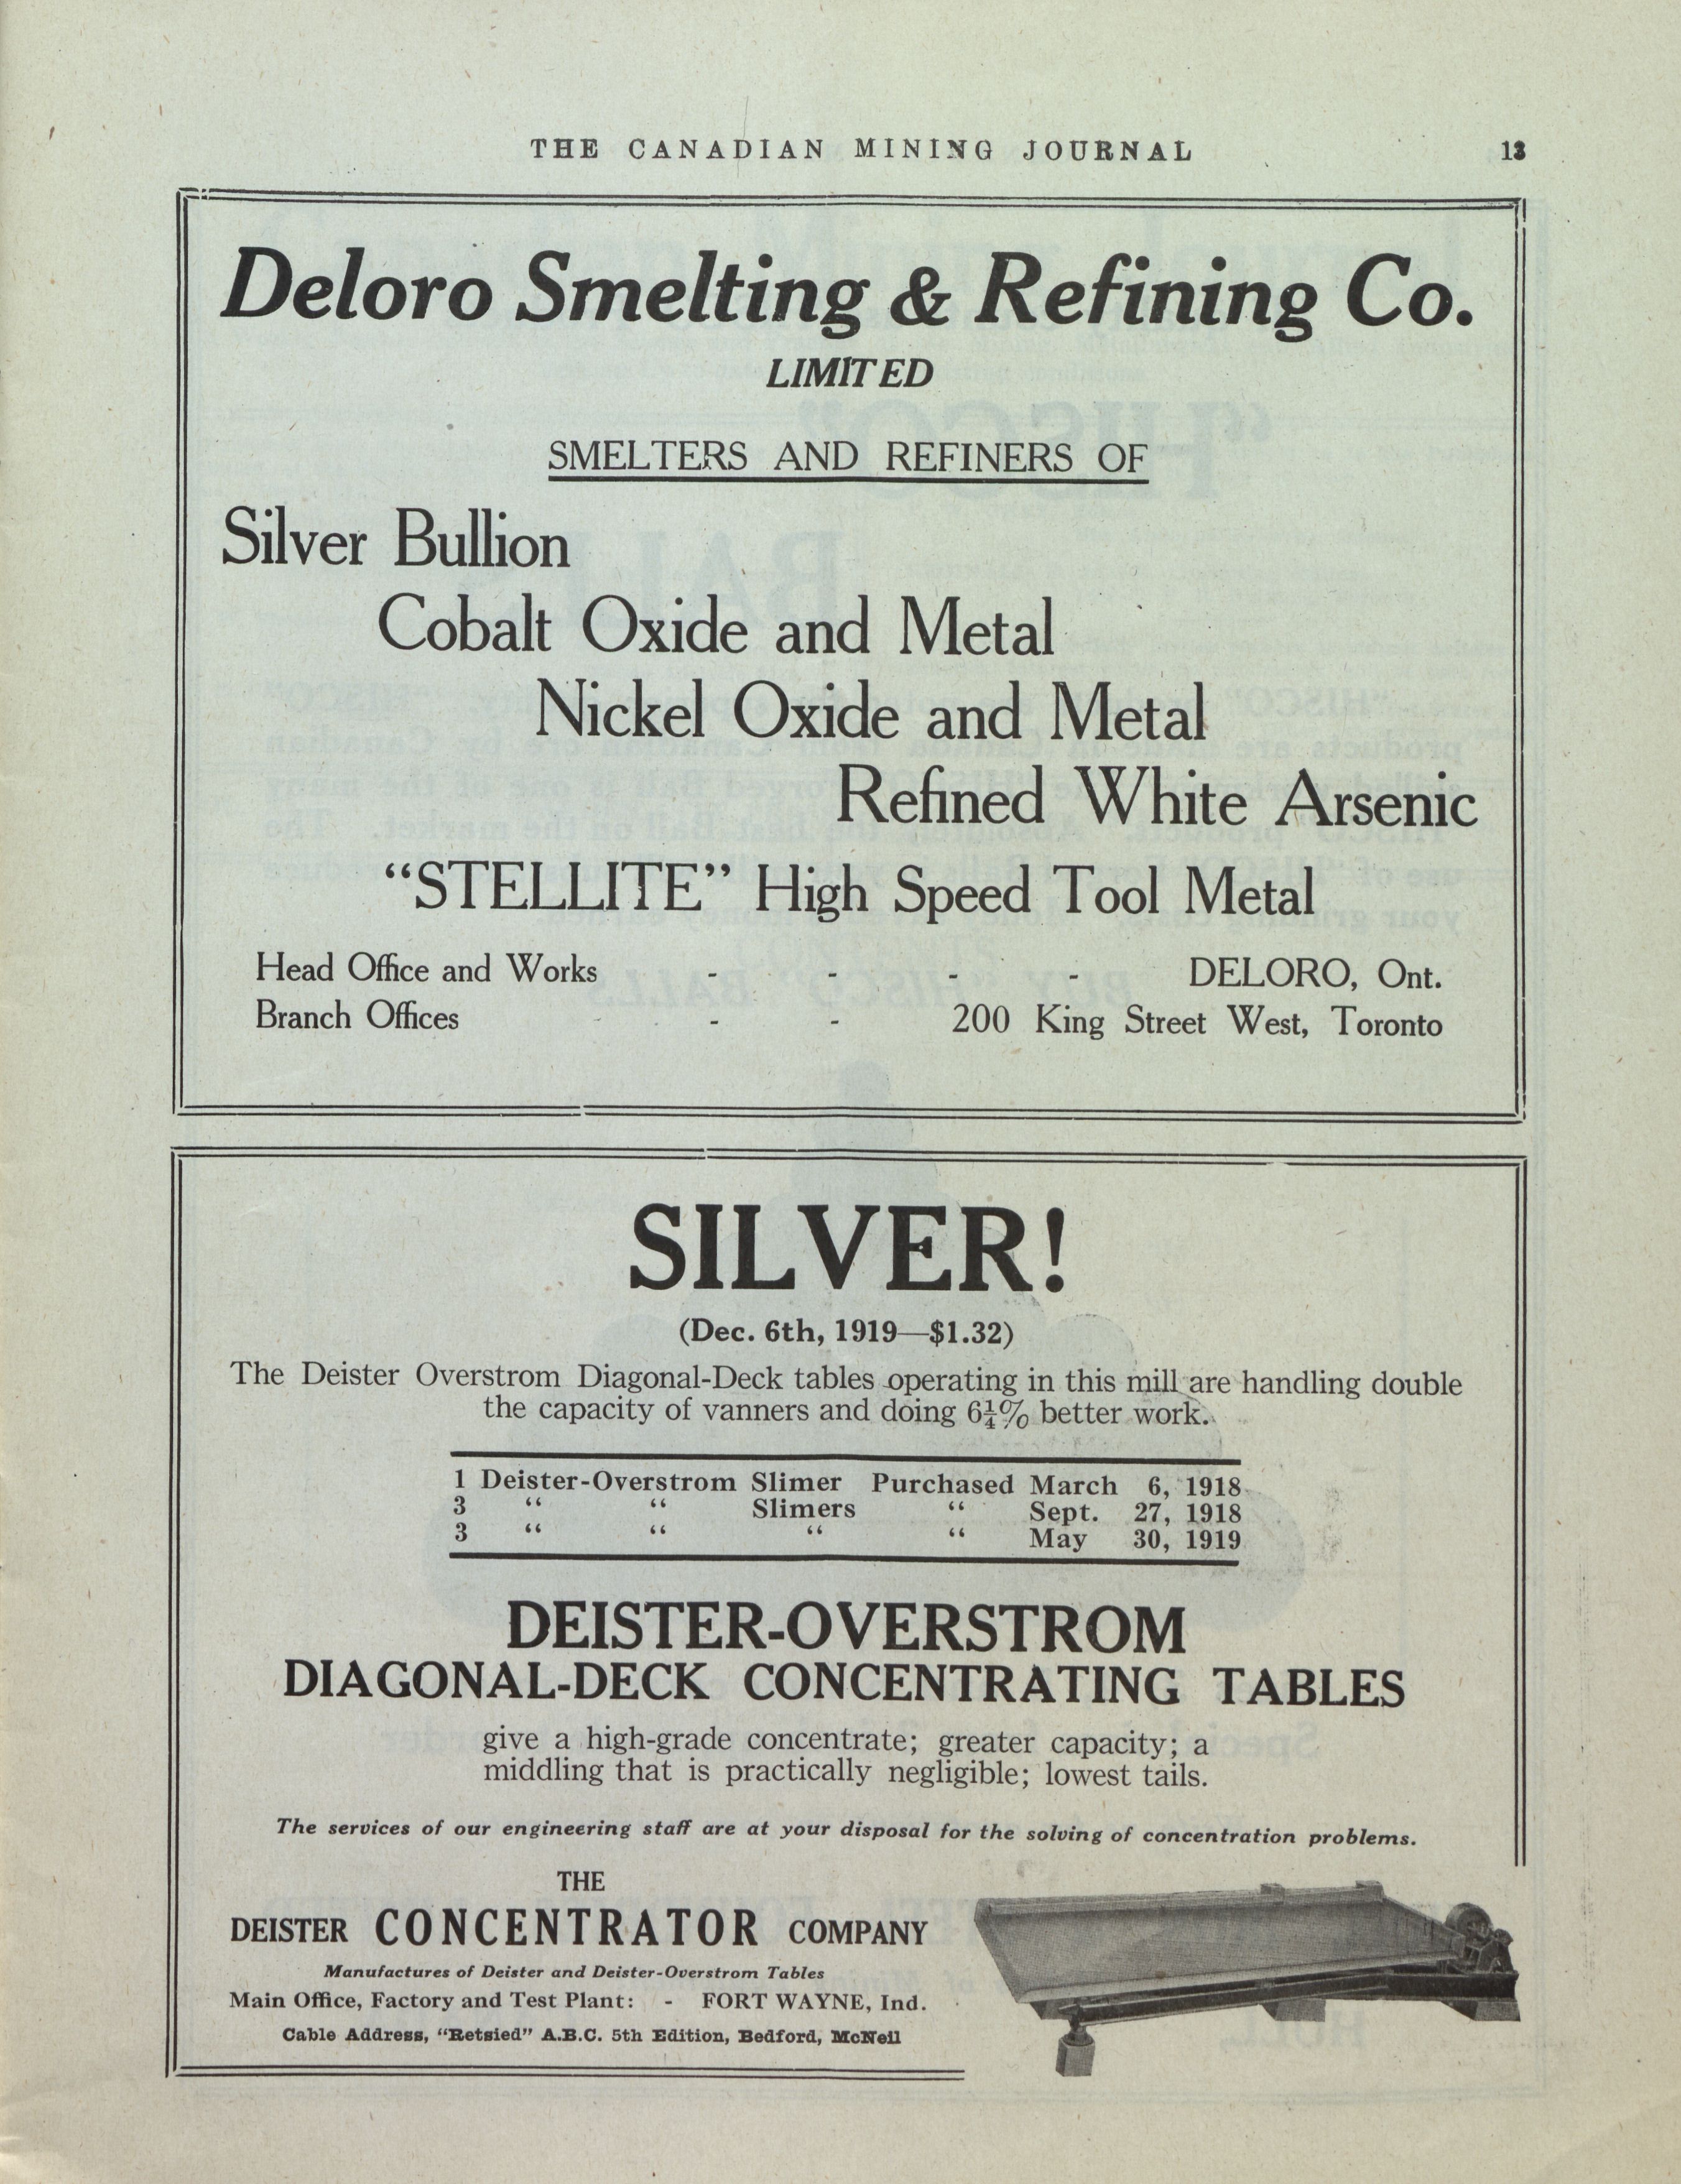 THE CANADIAN MINING JOURNAL 13
Deloro Smelting & Refining Co.
LIMITED
SMELTERS AND REFINERS OF
Silver Bullion
Cobalt Oxide and Metal
Nickel Oxide and Metal
Refined White Arsenic
“STELLITE” High Speed Tool Metal
Head Office and Works - - - - DELORO, Ont.
Branch Offices - - 200 King Street West, Toronto
SILVER!
(Dec. 6th, 1919—$1.32)
The Deister Overstrom Diagonal-Deck tables operating in this mill are handling double
the capacity of vanners and doing 6¼% better work.
1 Deister-Overstrom Slimer Purchased March 6, 1918
3 “ “ Slimers “ Sept. 27, 1918
3 “ “ “ “ May 30, 1919
DEISTER-OVERSTROM
DIAGONAL-DECK CONCENTRATING TABLES
give a high-grade concentrate; greater capacity; a
middling that is practically negligible; lowest tails.
The services of our engineering staff are at your disposal for the solving of concentration problems.
THE
DEISTER CONCENTRATOR COMPANY
Manufactures of Deister and Deister-Overstrom Tables
Main Office, Factory and Test Plant: - FORT WAYNE, Ind.
Cable Address, “Retsied” A.B.C. 5th Edition, Bedford, McNeil